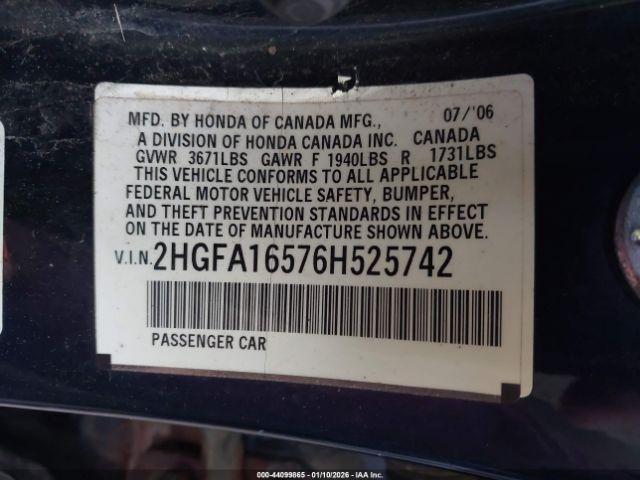 MFD. BY HONDA OF CANADA MFG., 07/'06
A DIVISION OF HONDA CANADA INC. CANADA
GVWR 3671LBS GAWR F 1940LBS R 1731LBS
THIS VEHICLE CONFORMS TO ALL APPLICABLE
FEDERAL MOTOR VEHICLE SAFETY, BUMPER,
AND THEFT PREVENTION STANDARDS IN EFFECT
ON THE DATE OF MANUFACTURE SHOWN ABOVE.
V.I.N. 2HGFA16576H525742
PASSENGER CAR
000-44099865 - 01/10/2026 - IAA Inc.